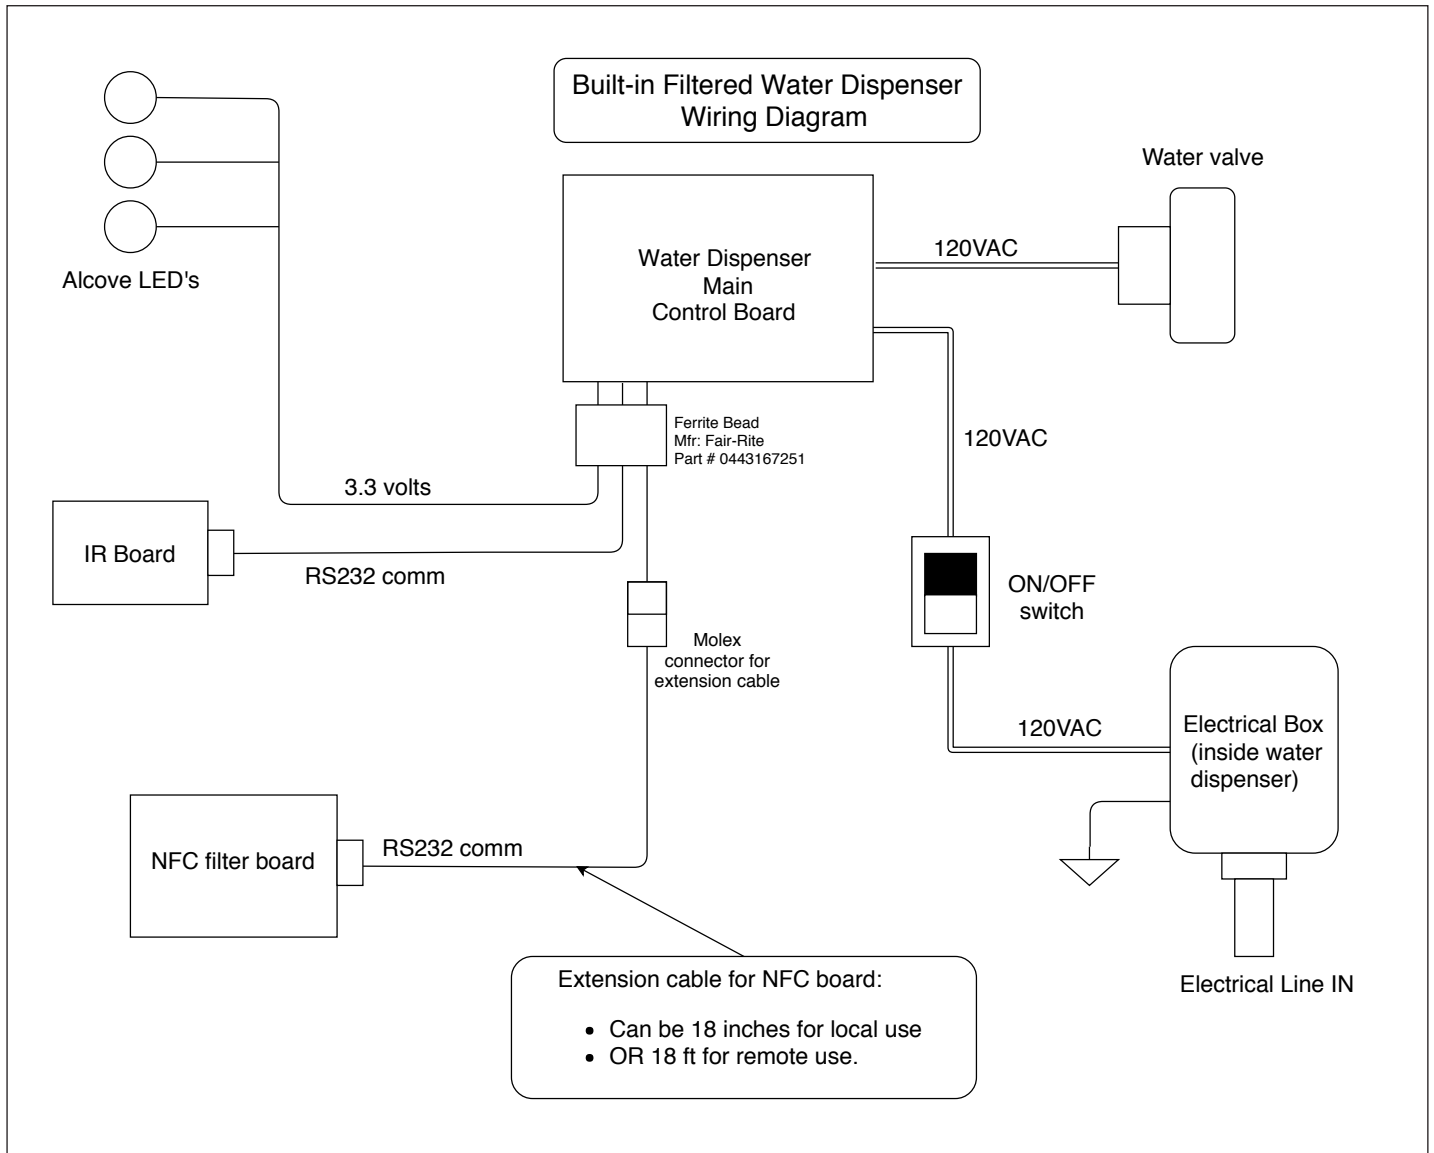 Built-in Filtered Water Dispenser
Wiring Diagram
Water valve
Alcove LED's
Water Dispenser
Main
Control Board
120VAC
Ferrite Bead
Mfr: Fair-Rite
Part # 0443167251
120VAC
3.3 volts
IR Board
RS232 comm
ON/OFF
switch
Molex
connector for
extension cable
120VAC
Electrical Box
(inside water
dispenser)
NFC filter board
RS232 comm
Extension cable for NFC board:
• Can be 18 inches for local use
• OR 18 ft for remote use.
Electrical Line IN